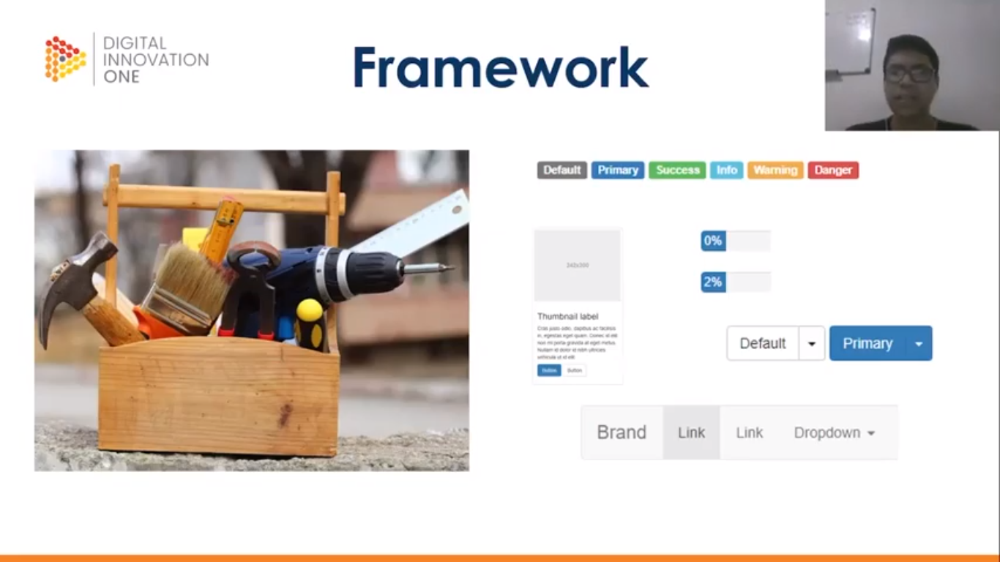 DIGITAL
INNOVATION
ONE
Framework
Default Primary Success Info Warning Danger
242x200
0%
2%
Thumbnail label
Cras justo odio, dapibus ac facilisis
in, egestas eget quam. Donec id elit
non mi porta gravida at eget metus.
Nullam id dolor id nibh ultricies
vehicula ut id elit.
Button Button
Default Primary
Brand Link Link Dropdown